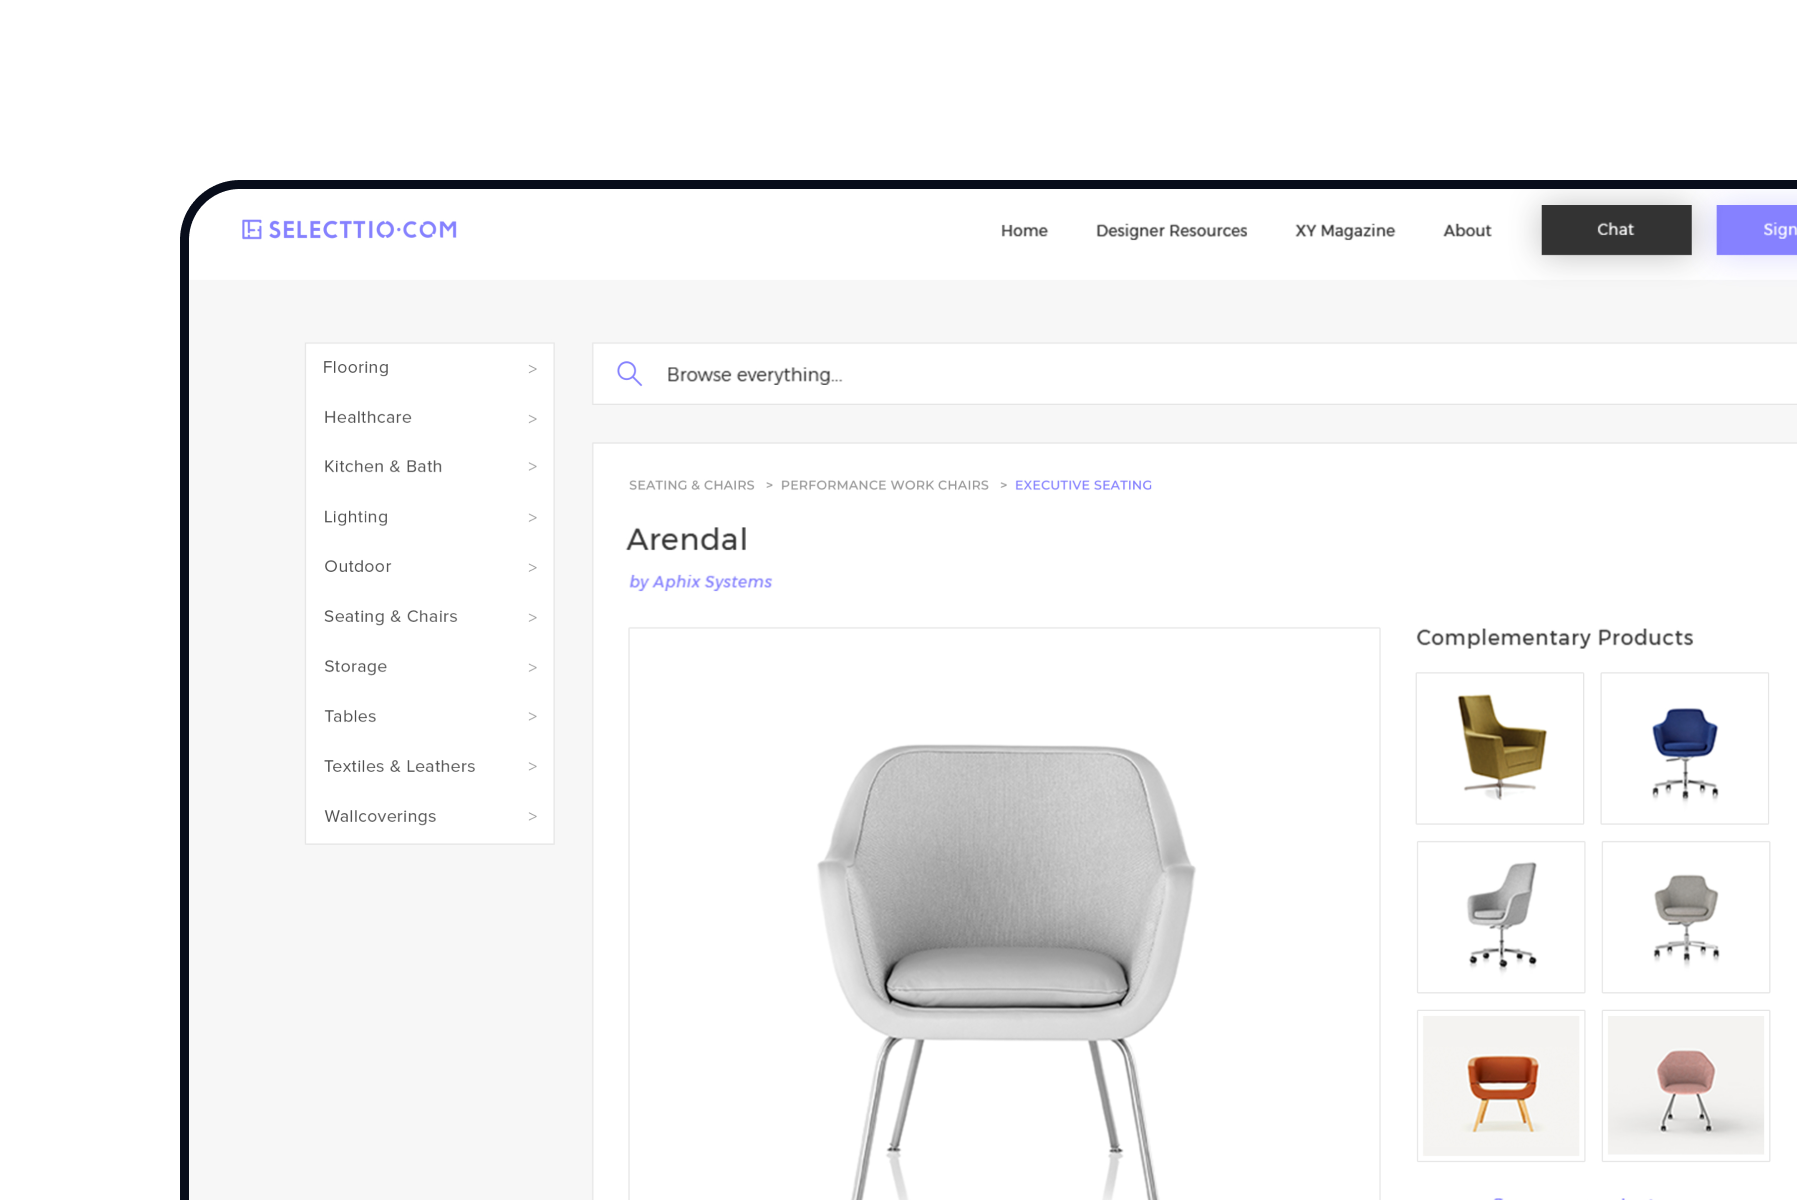 SELECTTIO·COM
Home
Designer Resources
XY Magazine
About
Chat
Sign
Flooring >
Healthcare >
Kitchen & Bath >
Lighting >
Outdoor >
Seating & Chairs >
Storage >
Tables >
Textiles & Leathers >
Wallcoverings >
Browse everything...
SEATING & CHAIRS > PERFORMANCE WORK CHAIRS > EXECUTIVE SEATING
Arendal
by Aphix Systems
Complementary Products